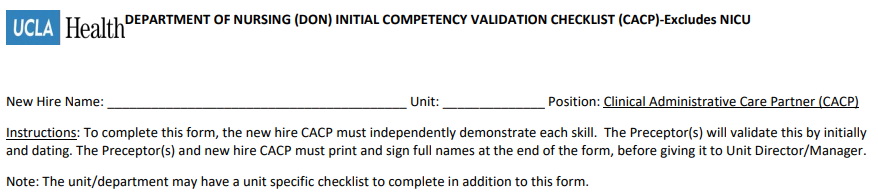 UCLA Health DEPARTMENT OF NURSING (DON) INITIAL COMPETENCY VALIDATION CHECKLIST (CACP)-Excludes NICU
New Hire Name: ________________________________________ Unit: ______________ Position: Clinical Administrative Care Partner (CACP)
Instructions: To complete this form, the new hire CACP must independently demonstrate each skill. The Preceptor(s) will validate this by initially
and dating. The Preceptor(s) and new hire CACP must print and sign full names at the end of the form, before giving it to Unit Director/Manager.
Note: The unit/department may have a unit specific checklist to complete in addition to this form.